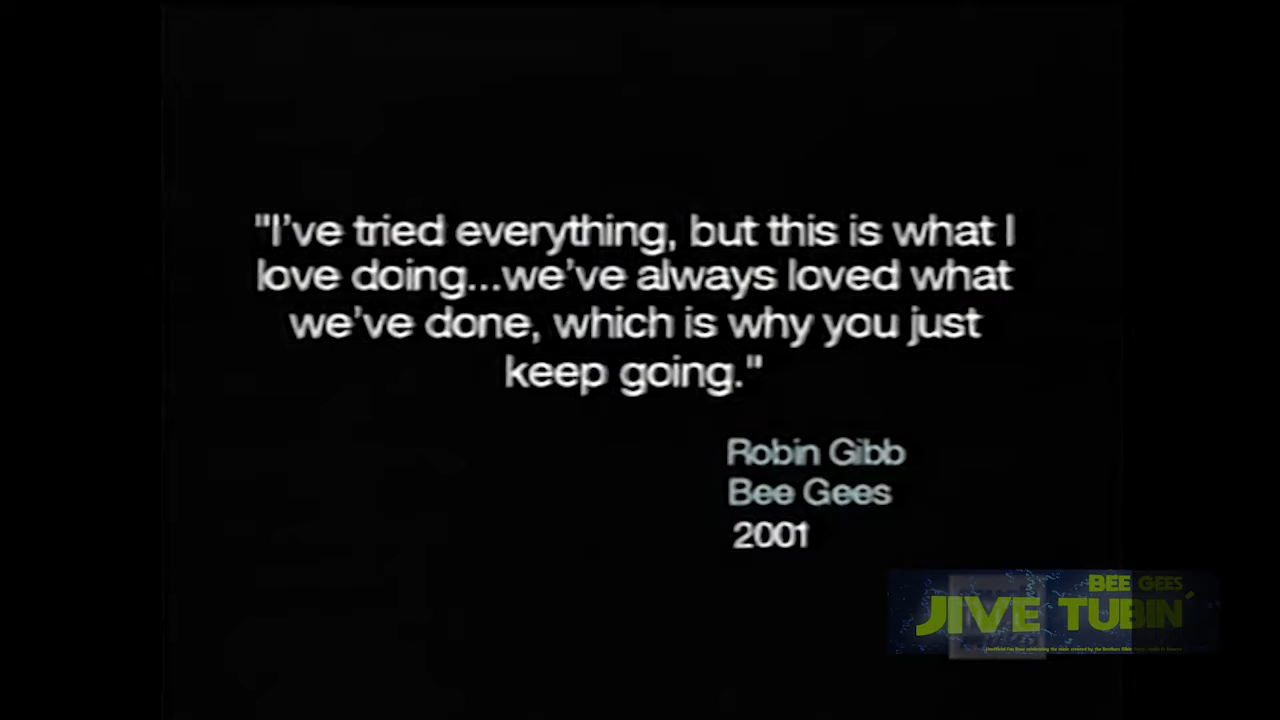 "I've tried everything, but this is what I
love doing...we've always loved what
we've done, which is why you just
keep going."
Robin Gibb
Bee Gees
2001
BEE GEES
JIVE TUBIN´